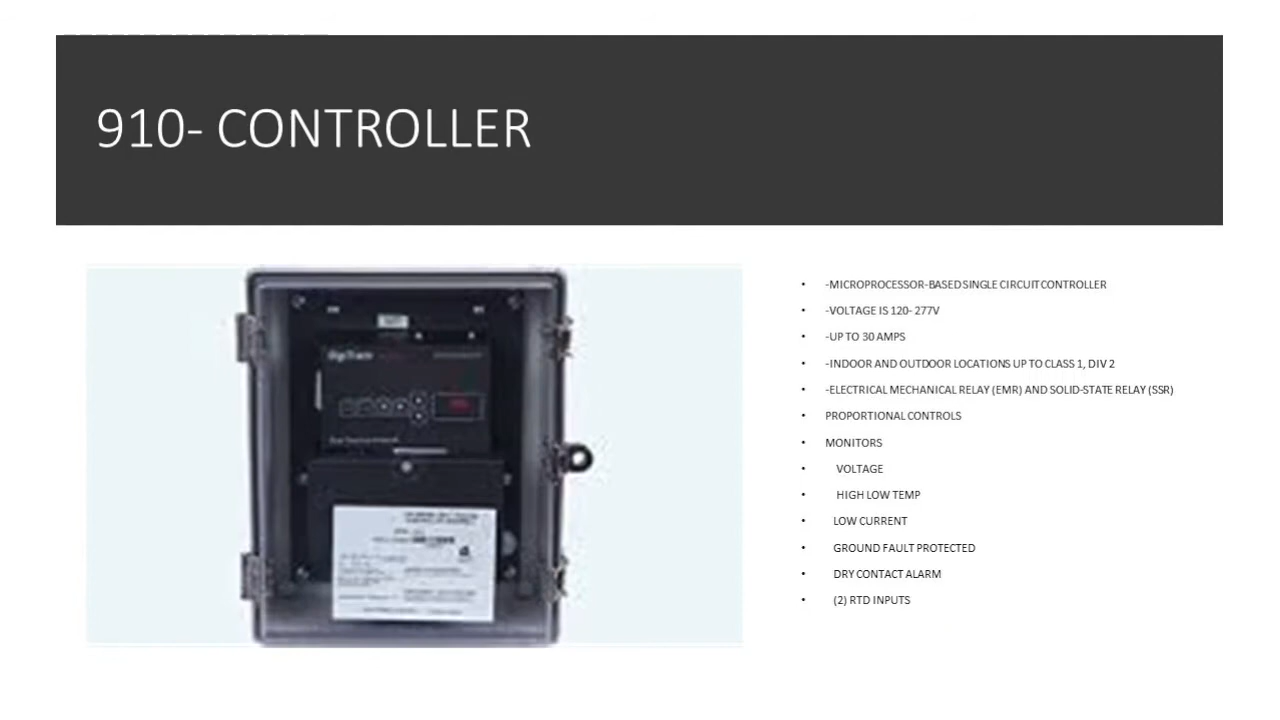 910- CONTROLLER
DigiTrace
• -MICROPROCESSOR-BASED SINGLE CIRCUIT CONTROLLER
• -VOLTAGE IS 120- 277V
• -UP TO 30 AMPS
• -INDOOR AND OUTDOOR LOCATIONS UP TO CLASS 1, DIV 2
• -ELECTRICAL MECHANICAL RELAY (EMR) AND SOLID-STATE RELAY (SSR)
• PROPORTIONAL CONTROLS
• MONITORS
• VOLTAGE
• HIGH LOW TEMP
• LOW CURRENT
• GROUND FAULT PROTECTED
• DRY CONTACT ALARM
• (2) RTD INPUTS